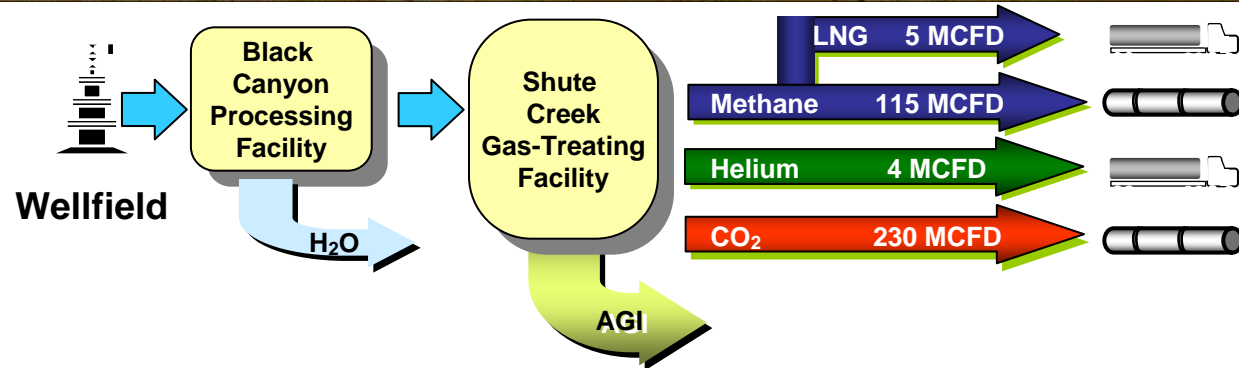 Wellfield
Black
Canyon
Processing
Facility
H₂O
Shute
Creek
Gas-Treating
Facility
AGI
LNG 5 MCFD
Methane 115 MCFD
Helium 4 MCFD
CO₂ 230 MCFD